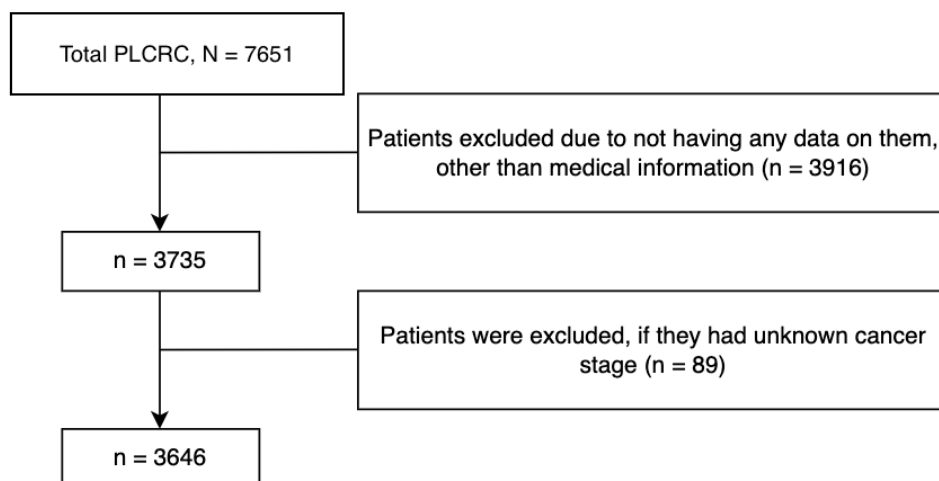 Total PLCRC, N = 7651
Patients excluded due to not having any data on them,
other than medical information (n = 3916)
n = 3735
Patients were excluded, if they had unknown cancer
stage (n = 89)
n = 3646